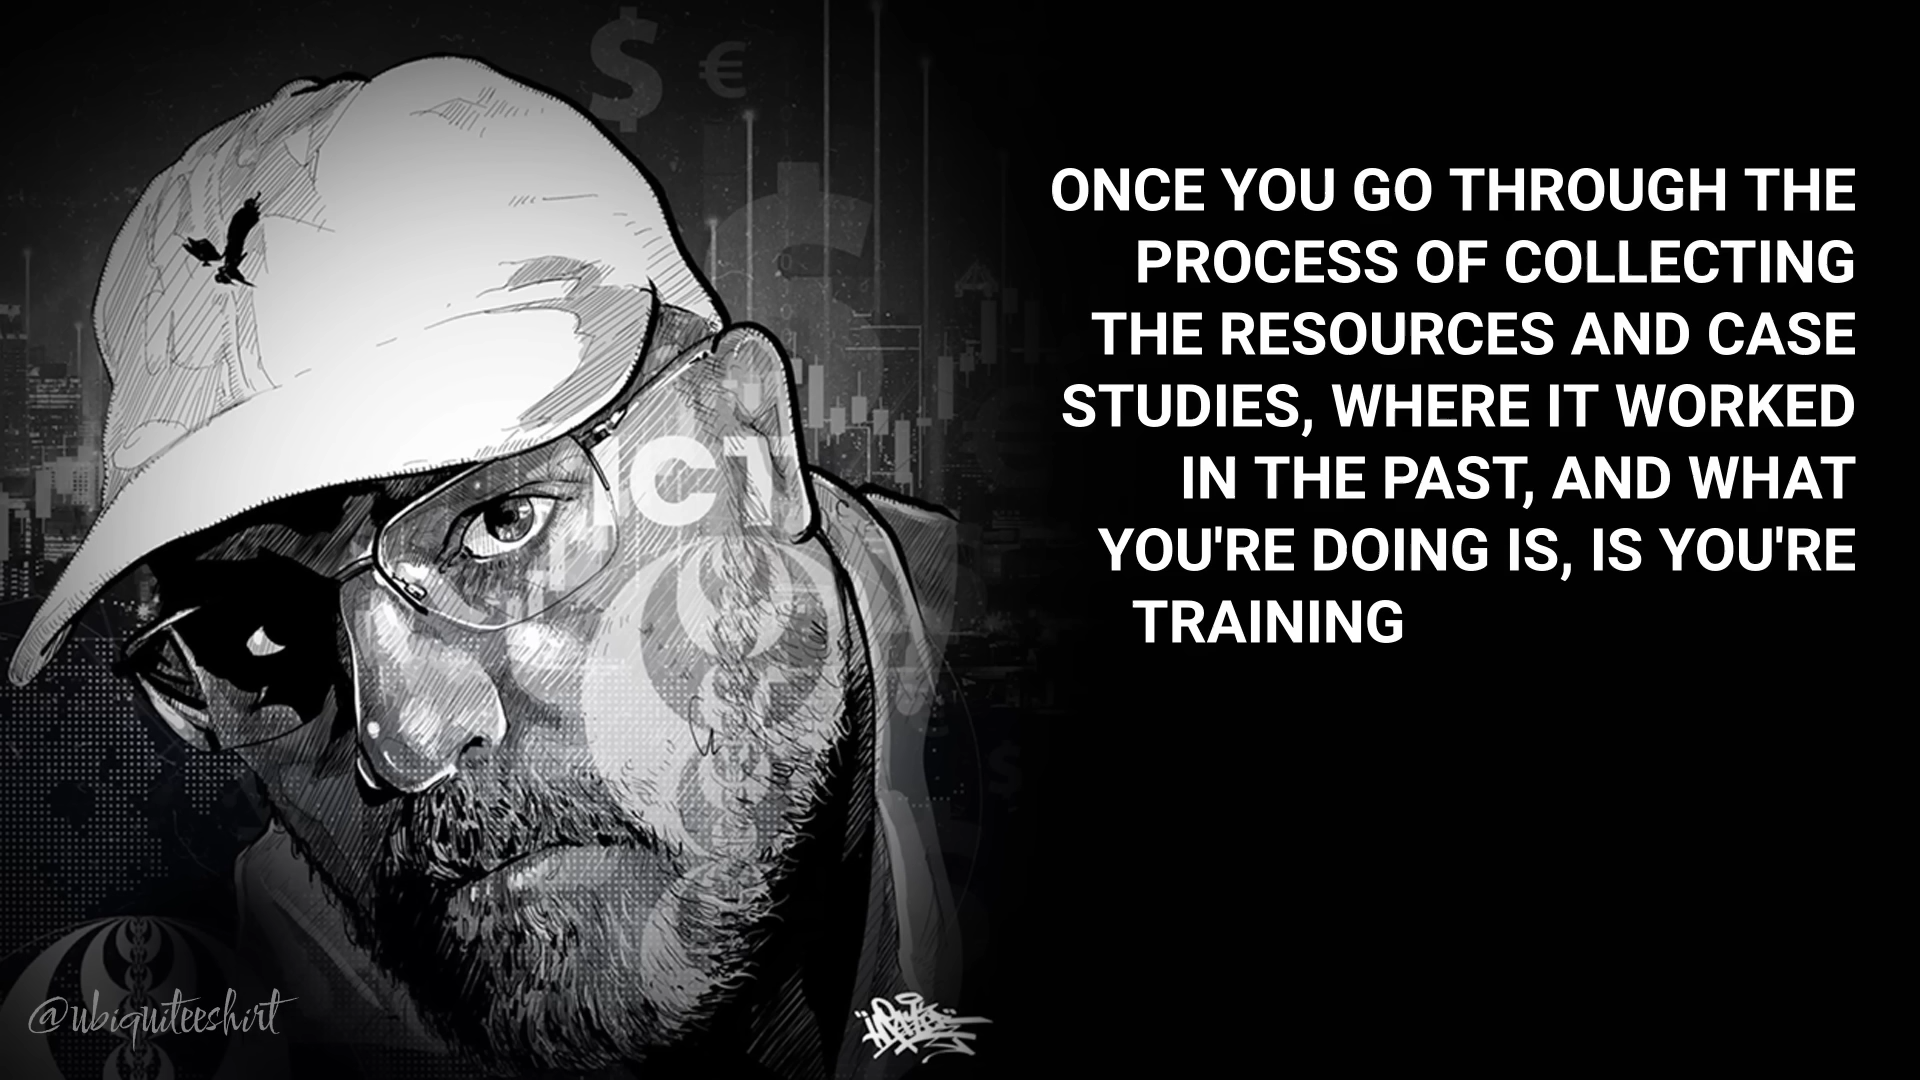 $ €
ICT
ONCE YOU GO THROUGH THE
PROCESS OF COLLECTING
THE RESOURCES AND CASE
STUDIES, WHERE IT WORKED
IN THE PAST, AND WHAT
YOU'RE DOING IS, IS YOU'RE
TRAINING
@ubiquiteeshirt